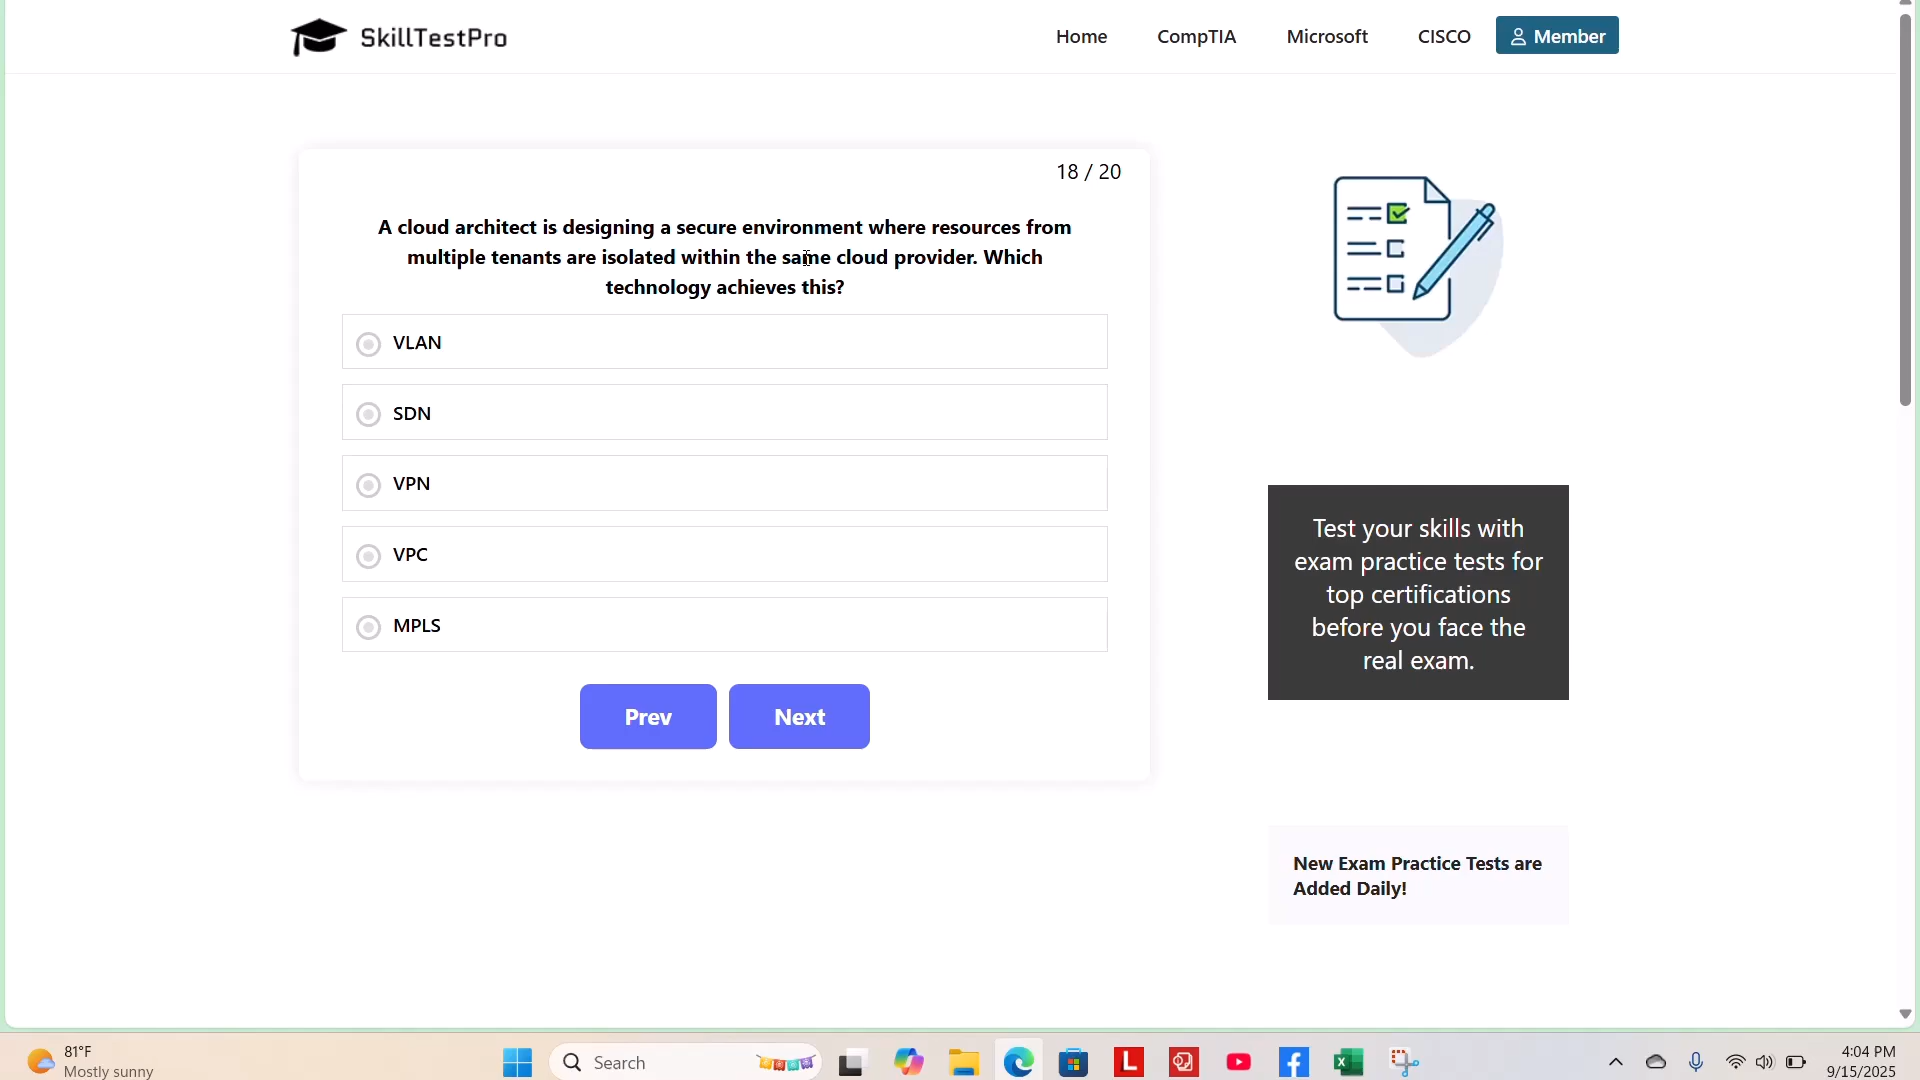 SkillTestPro
Home
CompTIA
Microsoft
CISCO
Member
18 / 20
A cloud architect is designing a secure environment where resources from
multiple tenants are isolated within the same cloud provider. Which
technology achieves this?
VLAN
SDN
VPN
VPC
MPLS
Prev
Next
Test your skills with
exam practice tests for
top certifications
before you face the
real exam.
New Exam Practice Tests are
Added Daily!
81°F
Mostly sunny
Search
L
4:04 PM
9/15/2025